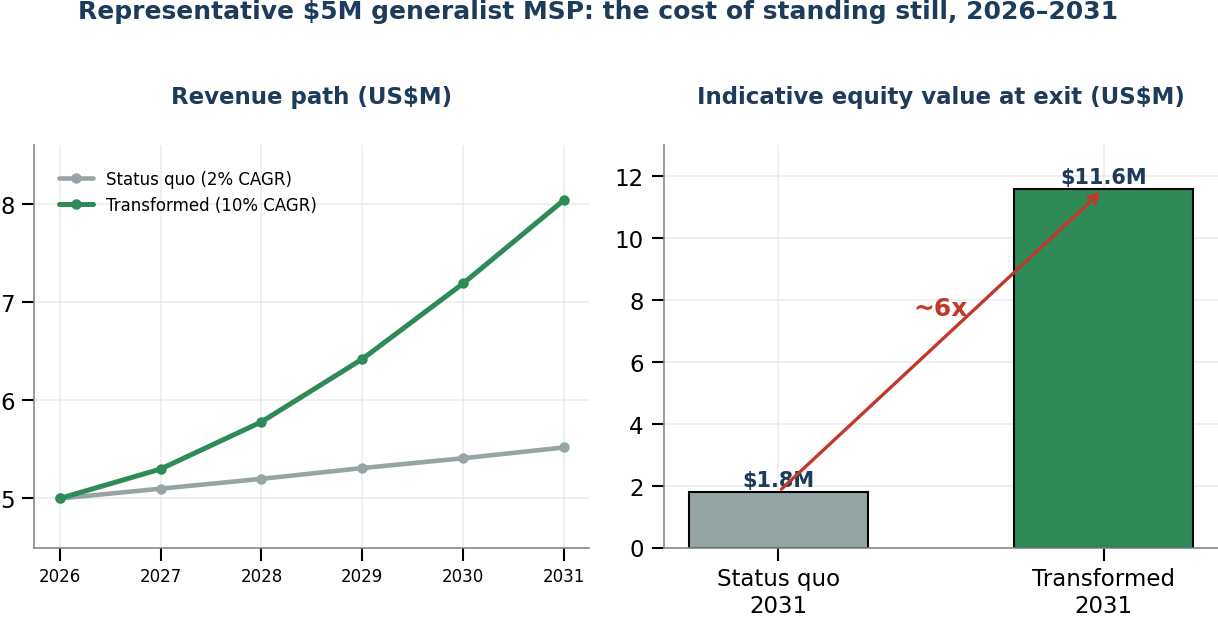 Representative $5M generalist MSP: the cost of standing still, 2026–2031
Revenue path (US$M)
Status quo (2% CAGR)
Transformed (10% CAGR)
8
7
6
5
2026 2027 2028 2029 2030 2031
Indicative equity value at exit (US$M)
12
10
8
6
4
2
0
$11.6M
~6x
$1.8M
Status quo
2031
Transformed
2031